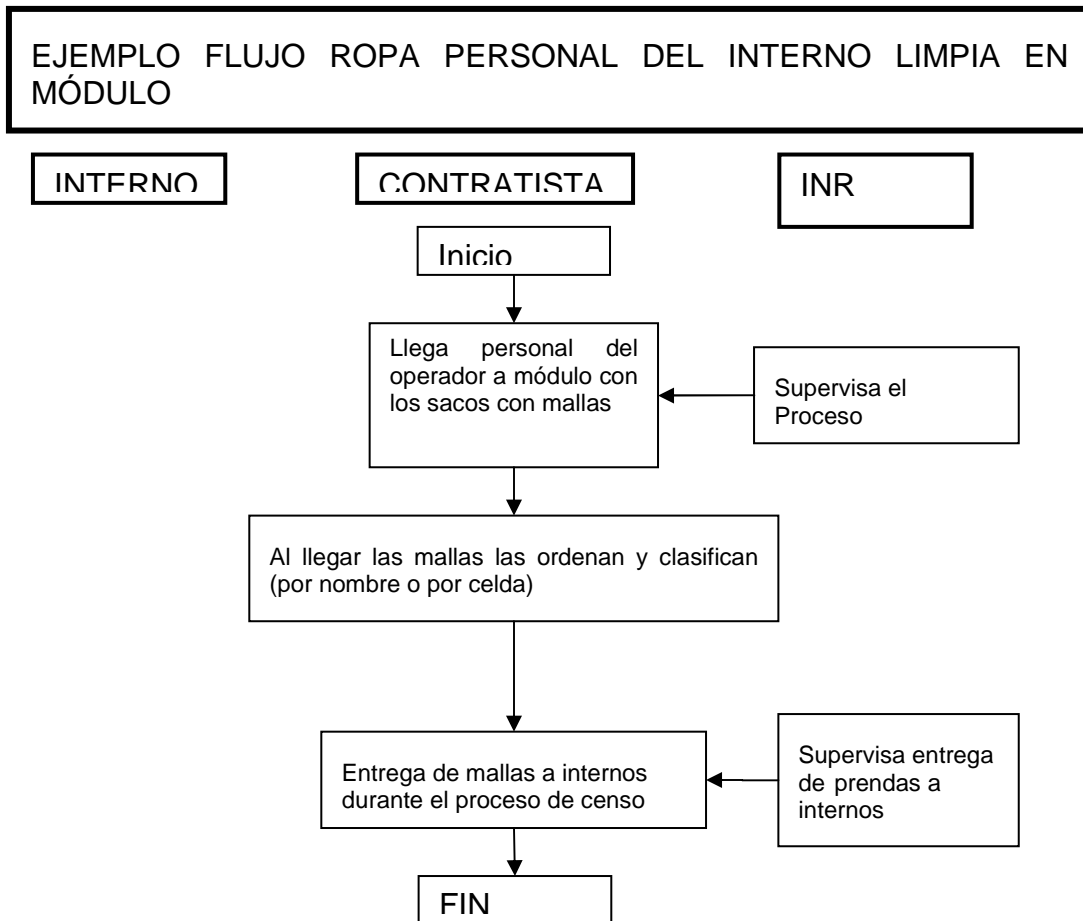 EJEMPLO FLUJO ROPA PERSONAL DEL INTERNO LIMPIA EN
MÓDULO
INTERNO
CONTRATISTA
INR
Inicio
Llega personal del
operador a módulo con
los sacos con mallas
Supervisa el
Proceso
Al llegar las mallas las ordenan y clasifican
(por nombre o por celda)
Entrega de mallas a internos
durante el proceso de censo
Supervisa entrega
de prendas a
internos
FIN